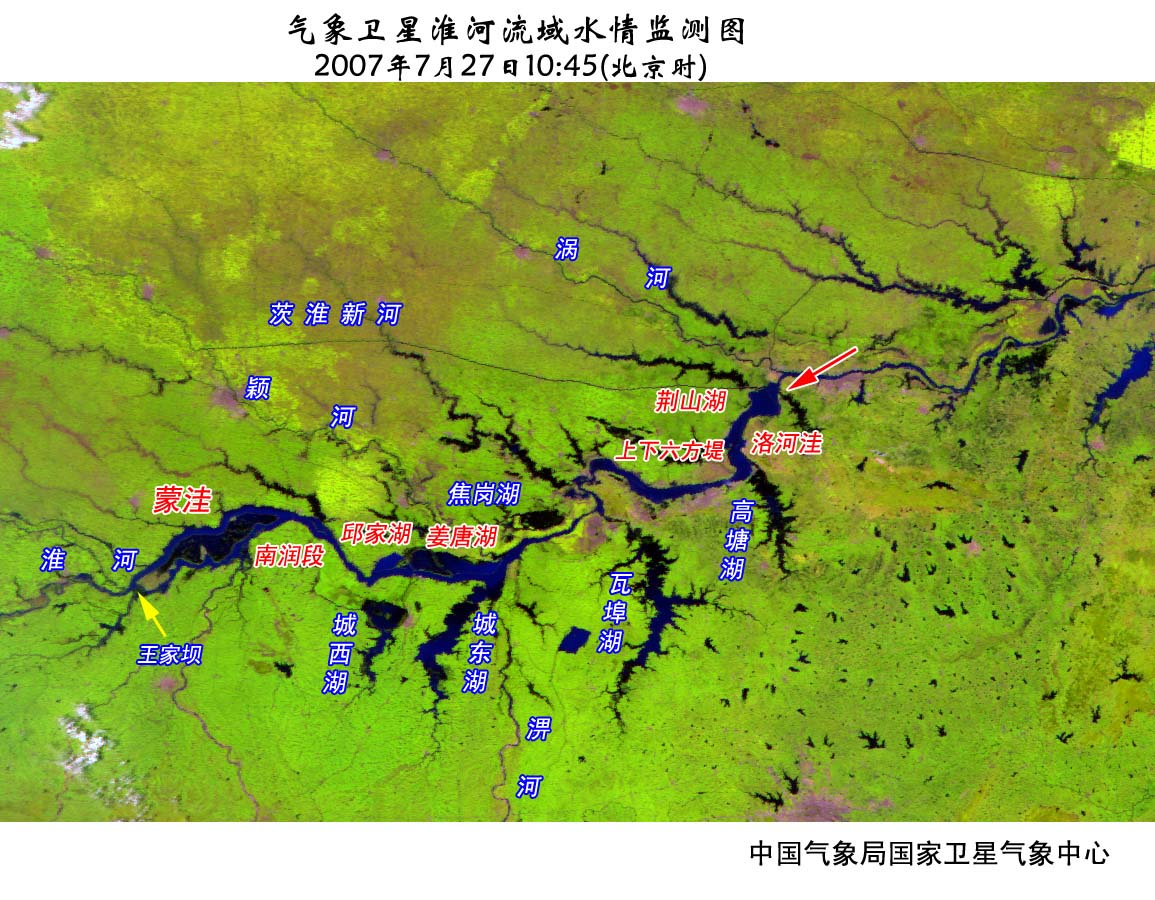 气象卫星淮河流域水情监测图
2007年7月27日10:45(北京时)
涡河
茨淮新河
颍河
荆山湖
上下六方堤
洛河洼
蒙洼
焦岗湖
邱家湖
姜唐湖
南润段
淮河
高塘湖
瓦埠湖
城西湖
城东湖
王家坝
淠河
中国气象局国家卫星气象中心